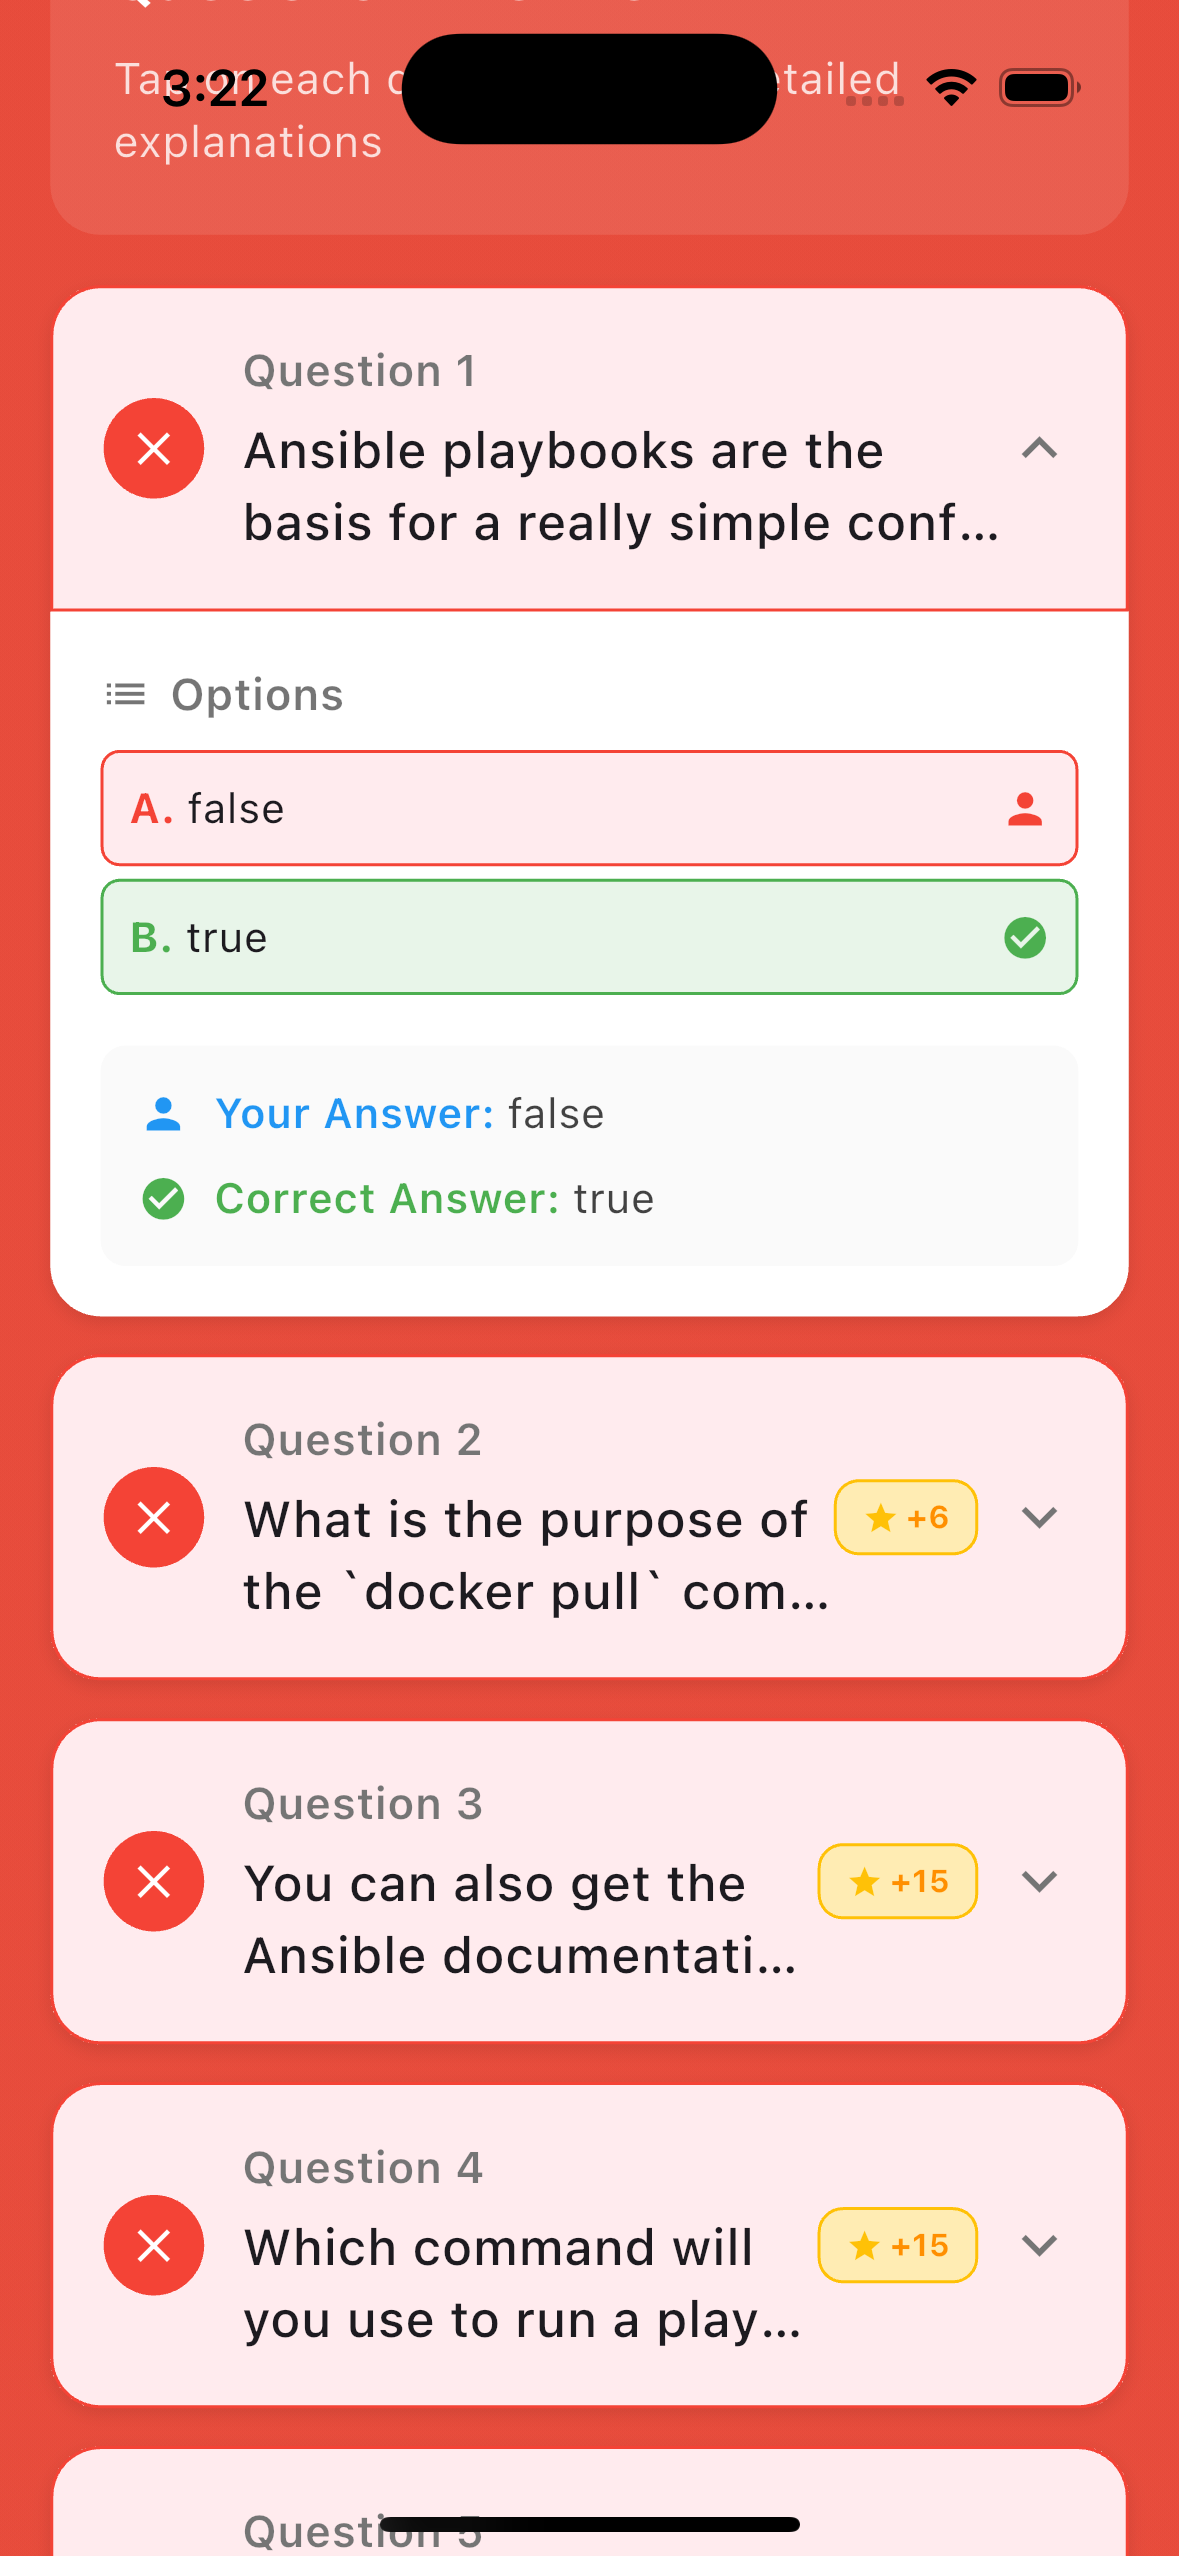 Tap on each
etailed
3:22
explanations
Question 1
Ansible playbooks are the
basis for a really simple conf...
Options
A. false
B. true
Your Answer: false
Correct Answer: true
Question 2
What is the purpose of
the `docker pull` com...
+6
Question 3
You can also get the
Ansible documentati...
+15
Question 4
Which command will
you use to run a play...
+15
Question 5